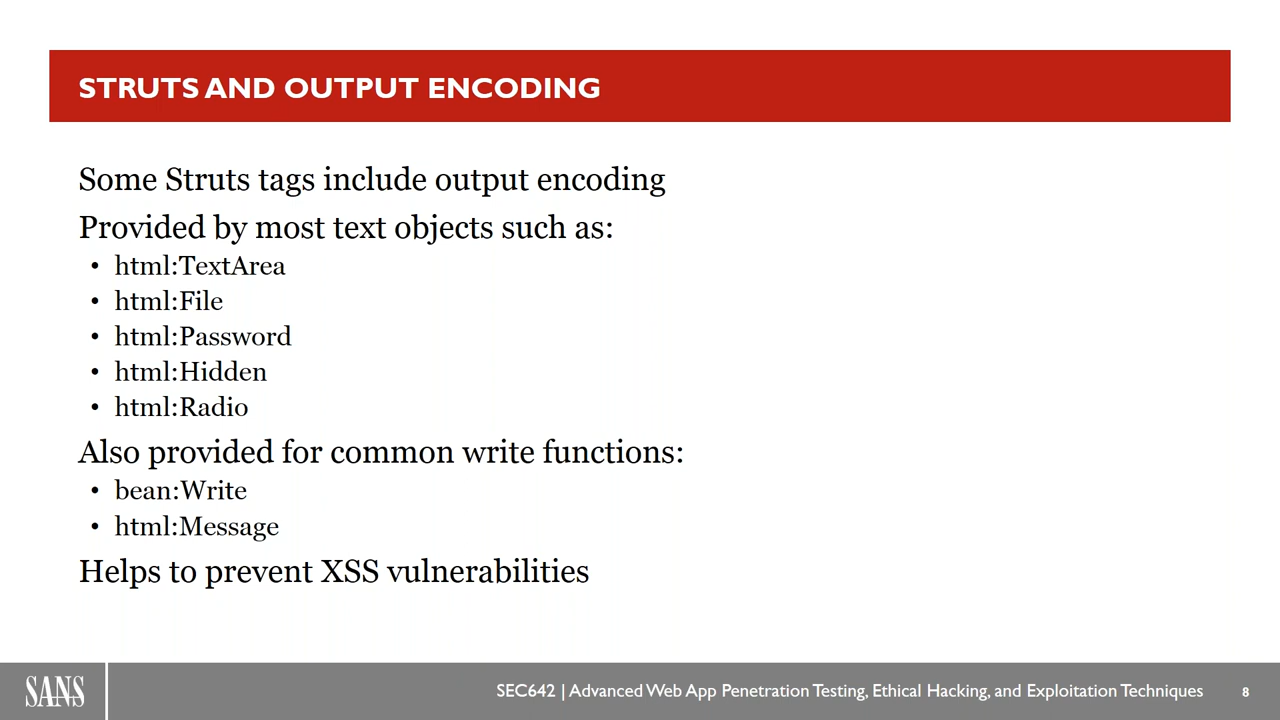 STRUTS AND OUTPUT ENCODING
Some Struts tags include output encoding
Provided by most text objects such as:
• html:TextArea
• html:File
• html:Password
• html:Hidden
• html:Radio
Also provided for common write functions:
• bean:Write
• html:Message
Helps to prevent XSS vulnerabilities
SANS
SEC642 | Advanced Web App Penetration Testing, Ethical Hacking, and Exploitation Techniques
8